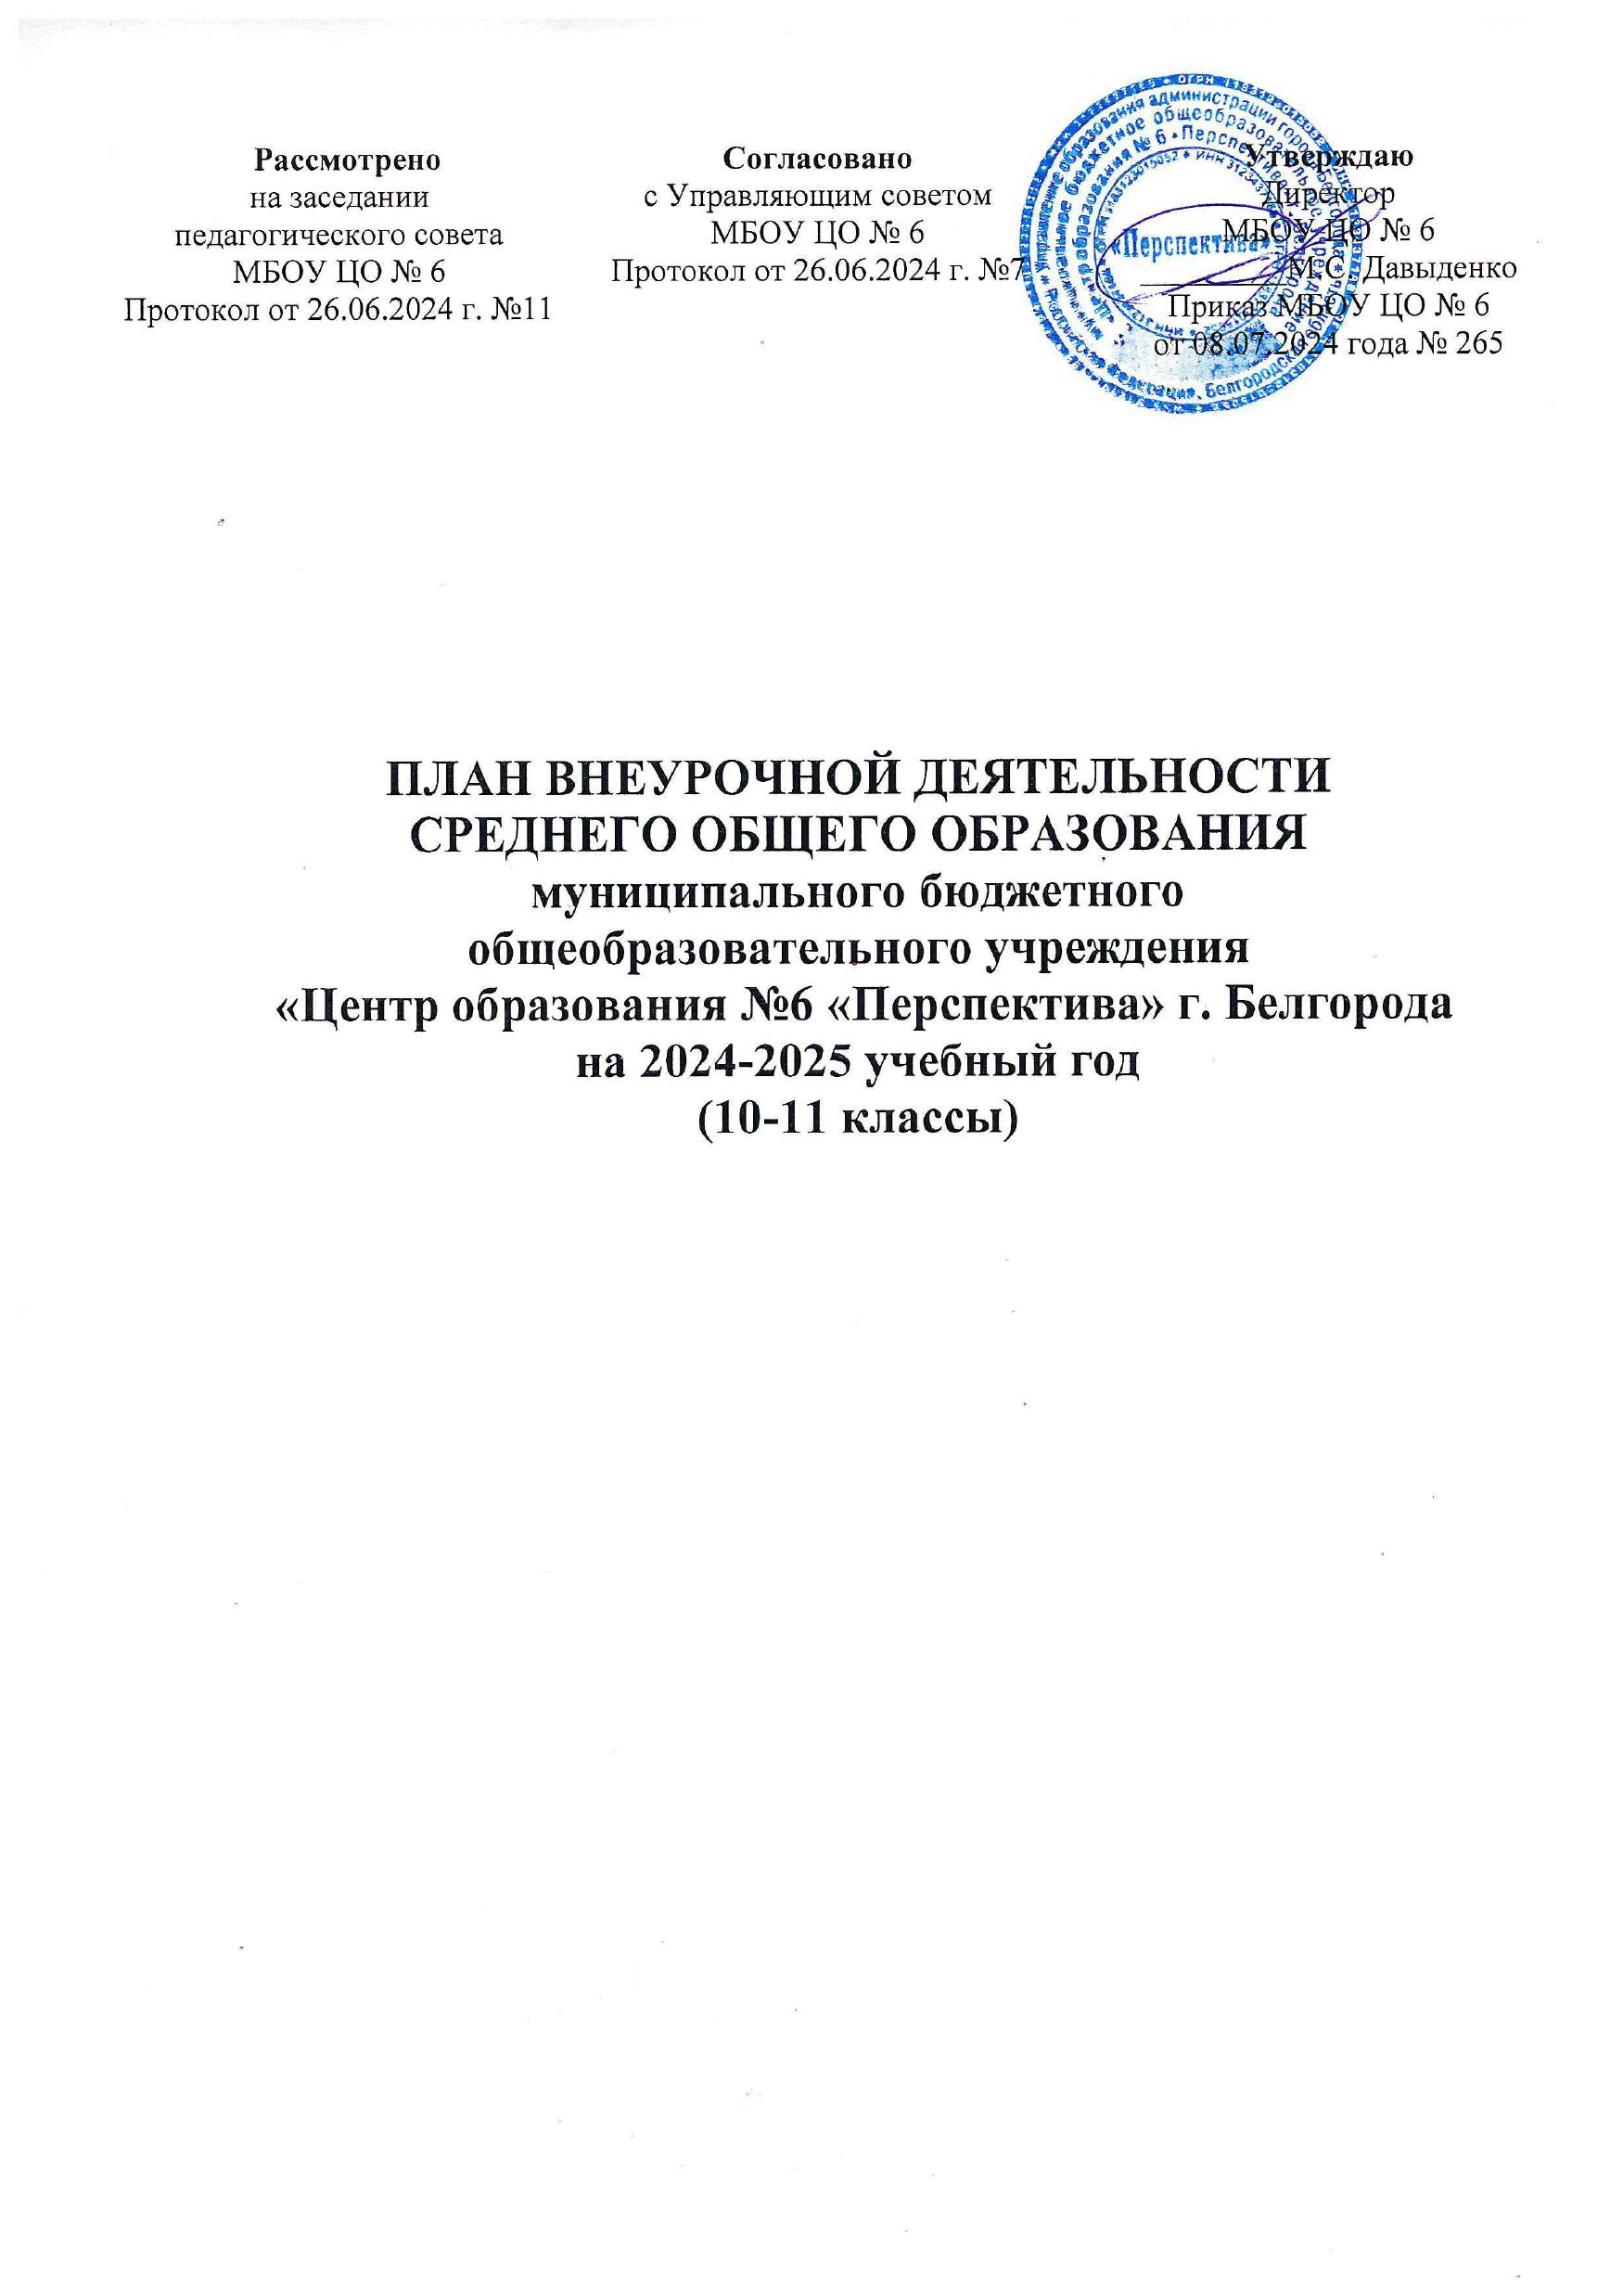 Рассмотрено
на заседании
педагогического совета
МБОУ ЦО № 6
Протокол от 26.06.2024 г. №11
Согласовано
с Управляющим советом
МБОУ ЦО № 6
Протокол от 26.06.2024 г. №7
Утверждаю
Директор
МБОУ ЦО № 6
М.С. Давыденко
Приказ МБОУ ЦО № 6
от 08.07.2024 года № 265
«Перспектива»
ПЛАН ВНЕУРОЧНОЙ ДЕЯТЕЛЬНОСТИ
СРЕДНЕГО ОБЩЕГО ОБРАЗОВАНИЯ
муниципального бюджетного
общеобразовательного учреждения
«Центр образования №6 «Перспектива» г. Белгорода
на 2024-2025 учебный год
(10-11 классы)